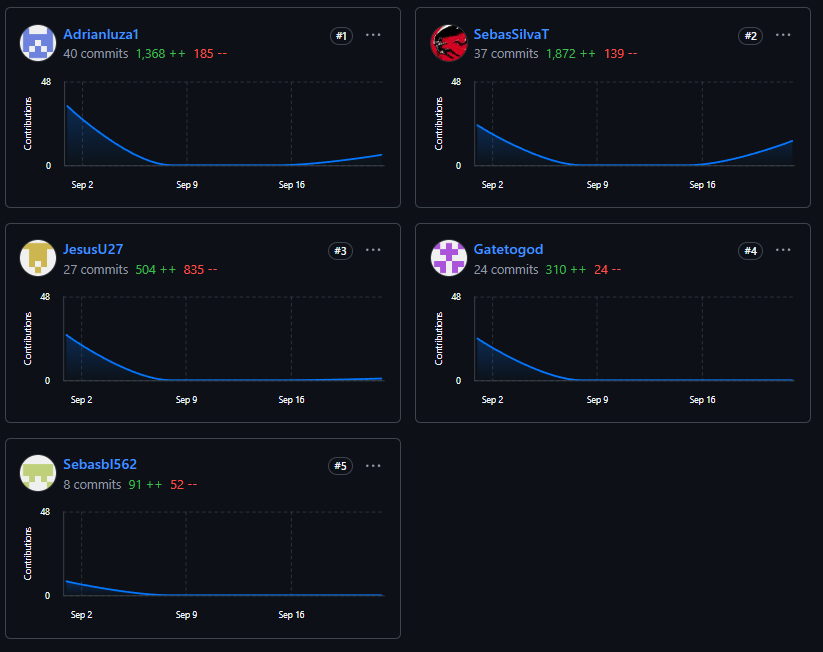 Adrianluza1
#1
40 commits 1,368 ++ 185 --
48
Contributions
0
Sep 2 Sep 9 Sep 16
SebasSilvaT
#2
37 commits 1,872 ++ 139 --
48
Contributions
0
Sep 2 Sep 9 Sep 16
JesusU27
#3
27 commits 504 ++ 835 --
48
Contributions
0
Sep 2 Sep 9 Sep 16
Gatetogod
#4
24 commits 310 ++ 24 --
48
Contributions
0
Sep 2 Sep 9 Sep 16
Sebasbl562
#5
8 commits 91 ++ 52 --
48
Contributions
0
Sep 2 Sep 9 Sep 16